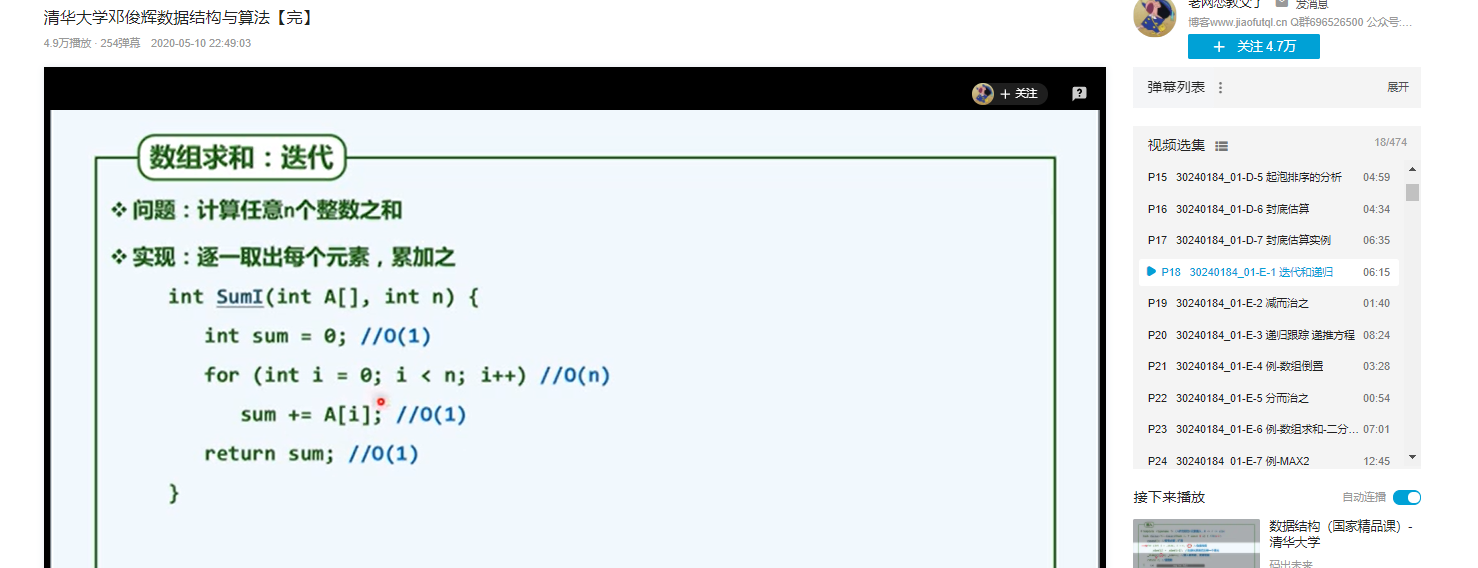 清华大学邓俊辉数据结构与算法【完】
4.9万播放 · 254弹幕 2020-05-10 22:49:03
发消息
博客www.jiaofutql.cn Q群696526500 公众号:...
+ 关注 4.7万
+ 关注
数组求和：迭代
问题：计算任意n个整数之和
实现：逐一取出每个元素，累加之
int SumI(int A[], int n) {
int sum = 0; //O(1)
for (int i = 0; i < n; i++) //O(n)
sum += A[i]; //O(1)
return sum; //O(1)
}
弹幕列表
展开
视频选集 18/474
P15 30240184_01-D-5 起泡排序的分析 04:59
P16 30240184_01-D-6 封底估算 04:34
P17 30240184_01-D-7 封底估算实例 06:35
P18 30240184_01-E-1 迭代和递归 06:15
P19 30240184_01-E-2 减而治之 01:40
P20 30240184_01-E-3 递归跟踪 递推方程 08:24
P21 30240184_01-E-4 例-数组倒置 03:28
P22 30240184_01-E-5 分而治之 00:54
P23 30240184_01-E-6 例-数组求和-二分... 07:01
P24 30240184_01-E-7 例-MAX2 12:45
接下来播放 自动连播
数据结构（国家精品课）-
清华大学
码出未来